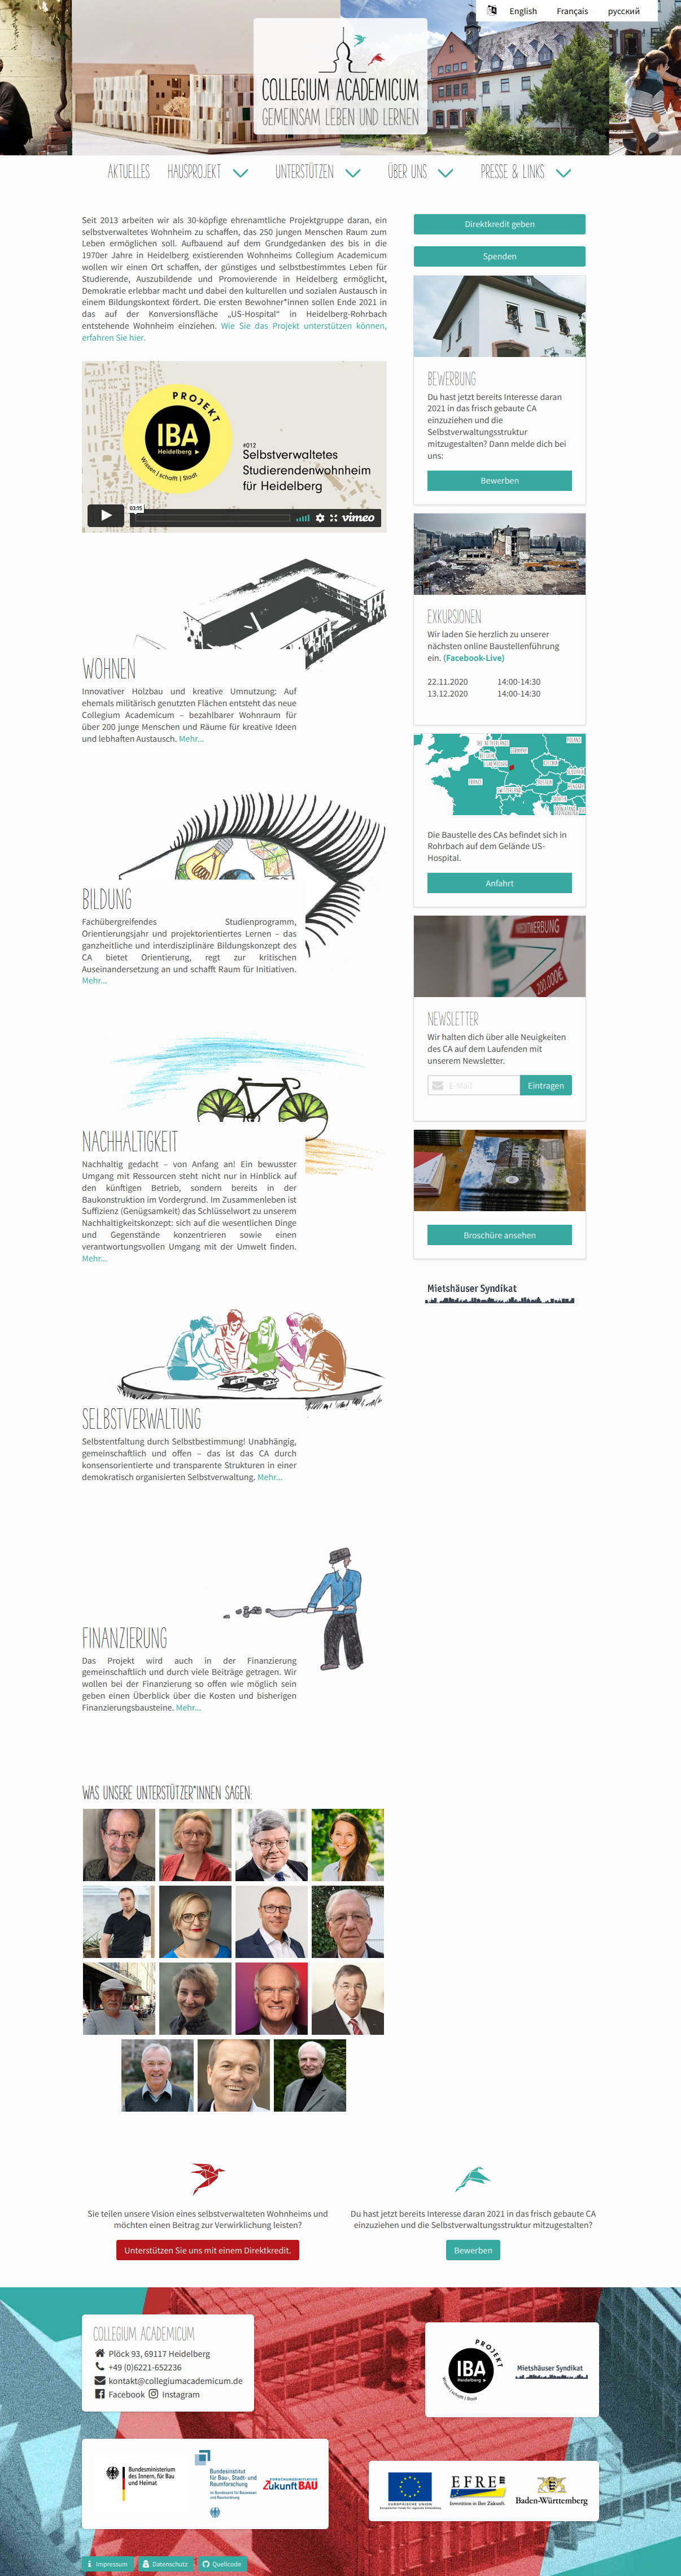 English Français русский
COLLEGIUM ACADEMICUM
GEMEINSAM LEBEN UND LERNEN
AKTUELLES HAUSPROJEKT UNTERSTÜTZEN ÜBER UNS PRESSE & LINKS
Seit 2013 arbeiten wir als 30-köpfige ehrenamtliche Projektgruppe daran, ein
selbstverwaltetes Wohnheim zu schaffen, das 250 jungen Menschen Raum zum
Leben ermöglichen soll. Aufbauend auf dem Grundgedanken des bis in die
1970er Jahre in Heidelberg existierenden Wohnheims Collegium Academicum
wollen wir einen Ort schaffen, der günstiges und selbstbestimmtes Leben für
Studierende, Auszubildende und Promovierende in Heidelberg ermöglicht,
Demokratie erlebbar macht und dabei den kulturellen und sozialen Austausch in
einem Bildungskontext fördert. Die ersten Bewohner*innen sollen Ende 2021 in
das auf der Konversionsfläche „US-Hospital“ in Heidelberg-Rohrbach
entstehende Wohnheim einziehen. Wie Sie das Projekt unterstützen können,
erfahren Sie hier.
PROJEKT
IBA
Heidelberg
Wissen | schafft | Stadt
#012
Selbstverwaltetes
Studierendenwohnheim
für Heidelberg
03:15
vimeo
WOHNEN
Innovativer Holzbau und kreative Umnutzung: Auf
ehemals militärisch genutzten Flächen entsteht das neue
Collegium Academicum – bezahlbarer Wohnraum für
über 200 junge Menschen und Räume für kreative Ideen
und lebhaften Austausch. Mehr...
BILDUNG
Fachübergreifendes Studienprogramm,
Orientierungsjahr und projektorientiertes Lernen – das
ganzheitliche und interdisziplinäre Bildungskonzept des
CA bietet Orientierung, regt zur kritischen
Auseinandersetzung an und schafft Raum für Initiativen.
Mehr...
NACHHALTIGKEIT
Nachhaltig gedacht – von Anfang an! Ein bewusster
Umgang mit Ressourcen steht nicht nur in Hinblick auf
den künftigen Betrieb, sondern bereits in der
Baukonstruktion im Vordergrund. Im Zusammenleben ist
Suffizienz (Genügsamkeit) das Schlüsselwort zu unserem
Nachhaltigkeitskonzept: sich auf die wesentlichen Dinge
und Gegenstände konzentrieren sowie einen
verantwortungsvollen Umgang mit der Umwelt finden.
Mehr...
SELBSTVERWALTUNG
Selbstentfaltung durch Selbstbestimmung! Unabhängig,
gemeinschaftlich und offen – das ist das CA durch
konsensorientierte und transparente Strukturen in einer
demokratisch organisierten Selbstverwaltung. Mehr...
FINANZIERUNG
Das Projekt wird auch in der Finanzierung
gemeinschaftlich und durch viele Beiträge getragen. Wir
wollen bei der Finanzierung so offen wie möglich sein
geben einen Überblick über die Kosten und bisherigen
Finanzierungsbausteine. Mehr...
WAS UNSERE UNTERSTÜTZER*INNEN SAGEN:
Direktkredit geben
Spenden
BEWERBUNG
Du hast jetzt bereits Interesse daran
2021 in das frisch gebaute CA
einzuziehen und die
Selbstverwaltungsstruktur
mitzugestalten? Dann melde dich bei
uns:
Bewerben
EXKURSIONEN
Wir laden Sie herzlich zu unserer
nächsten online Baustellenführung
ein. (Facebook-Live)
22.11.2020 14:00-14:30
13.12.2020 14:00-14:30
THE NETHERLANDS
POLAND
GERMANY
BELGIUM
LUXEMBOURG
FRANCE
SWITZERLAND
Die Baustelle des CAs befindet sich in
Rohrbach auf dem Gelände US-
Hospital.
Anfahrt
KREDITWERBUNG
200.000€
NEWSLETTER
Wir halten dich über alle Neuigkeiten
des CA auf dem Laufenden mit
unserem Newsletter.
E-Mail Eintragen
Broschüre ansehen
Mietshäuser Syndikat
Sie teilen unsere Vision eines selbstverwalteten Wohnheims und
möchten einen Beitrag zur Verwirklichung leisten?
Unterstützen Sie uns mit einem Direktkredit.
Du hast jetzt bereits Interesse daran 2021 in das frisch gebaute CA
einzuziehen und die Selbstverwaltungsstruktur mitzugestalten?
Bewerben
COLLEGIUM ACADEMICUM
Plöck 93, 69117 Heidelberg
+49 (0)6221-652236
kontakt@collegiumacademicum.de
Facebook Instagram
PROJEKT
IBA
Heidelberg
Wissen | schafft | Stadt
Mietshäuser Syndikat
Bundesministerium
des Innern, für Bau
und Heimat
Bundesinstitut
für Bau-, Stadt- und
Raumforschung
im Bundesamt für Bauwesen
und Raumordnung
FORSCHUNGSINITIATIVE
Zukunft BAU
EUROPÄISCHE UNION
Europäischer Fonds für regionale Entwicklung
EFRE
Investition in Ihre Zukunft.
Baden-Württemberg
Impressum Datenschutz Quellcode